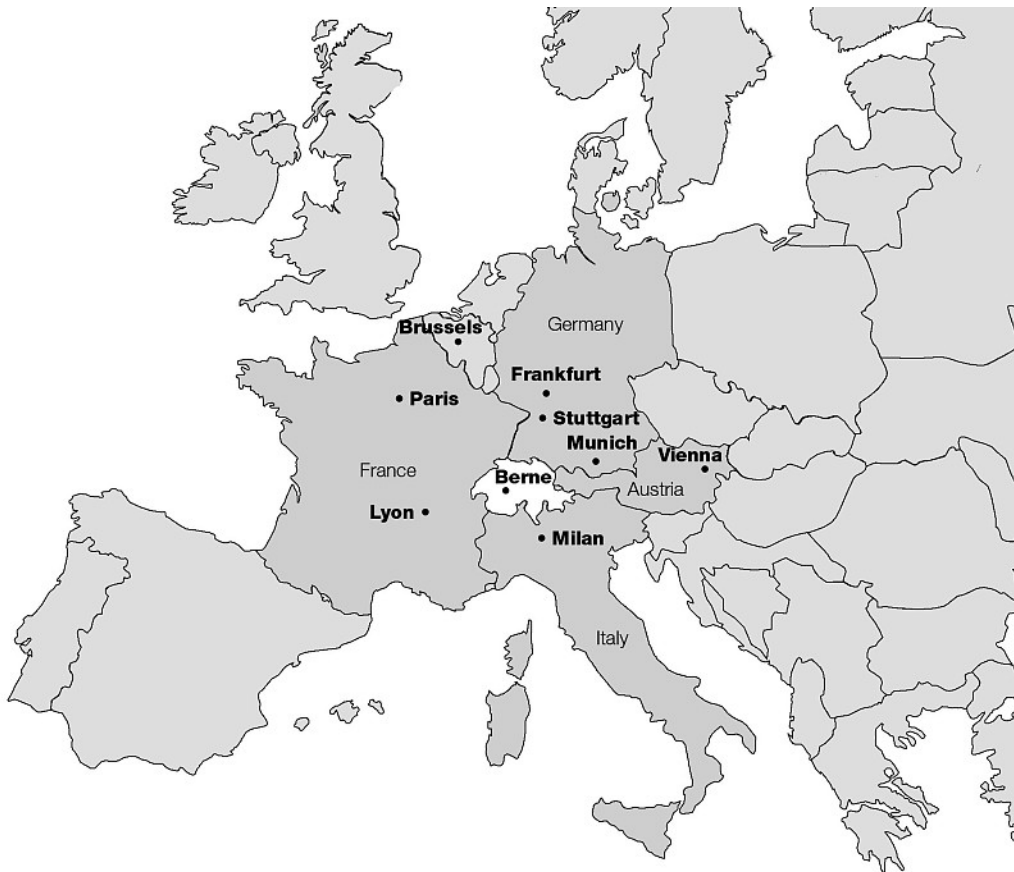 Germany
Brussels
Frankfurt
Paris
Stuttgart
Munich
Vienna
France
Berne
Austria
Lyon
Milan
Italy